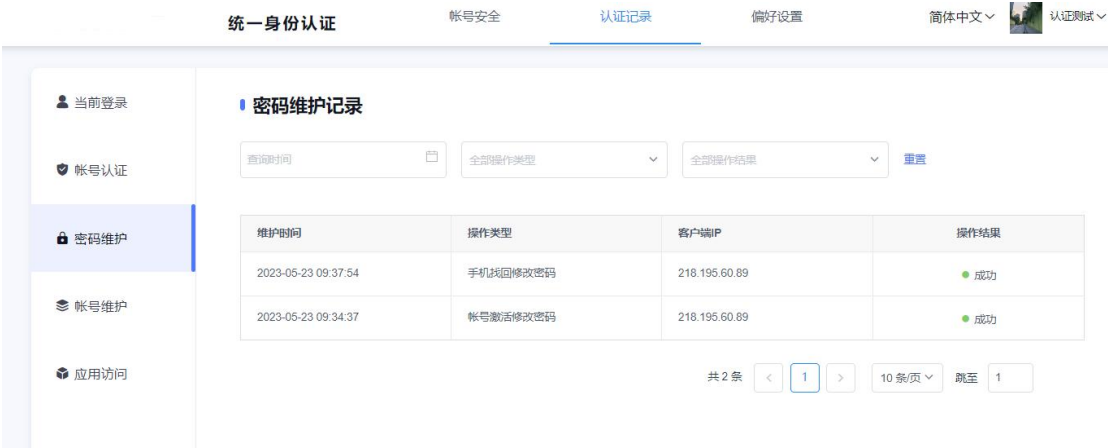 统一身份认证 帐号安全 认证记录 偏好设置 简体中文 认证测试
当前登录
密码维护记录
查询时间 全部操作类型 全部操作结果 重置
帐号认证
密码维护
维护时间 操作类型 客户端IP 操作结果
2023-05-23 09:37:54 手机找回修改密码 218.195.60.89 成功
帐号维护
2023-05-23 09:34:37 帐号激活修改密码 218.195.60.89 成功
应用访问
共 2 条 < 1 > 10 条/页 跳至 1